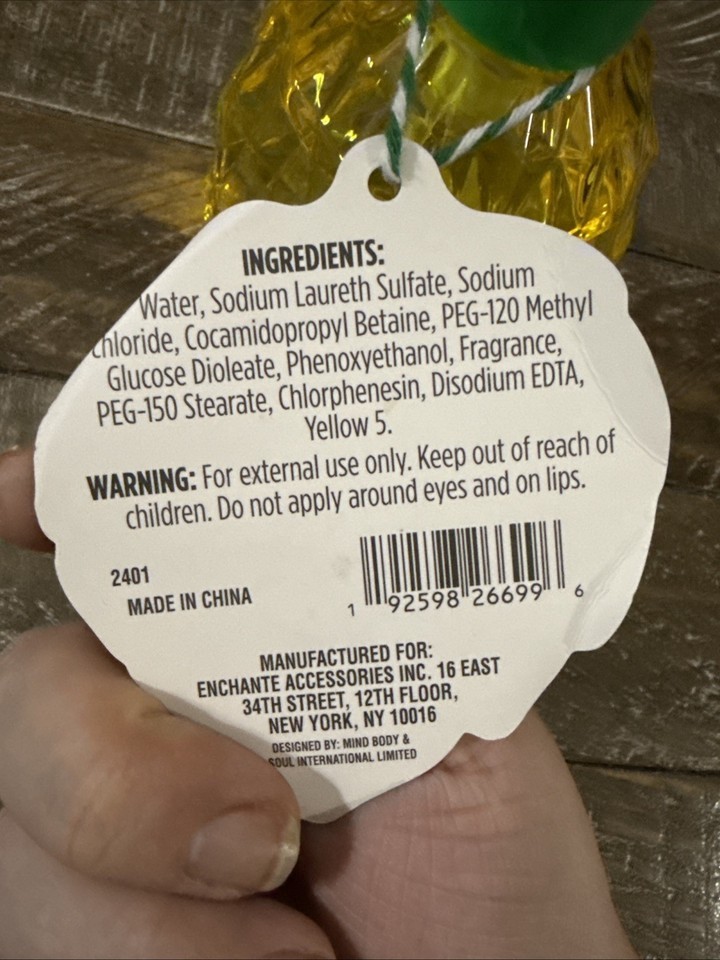 INGREDIENTS:
Water, Sodium Laureth Sulfate, Sodium
chloride, Cocamidopropyl Betaine, PEG-120 Methyl
Glucose Dioleate, Phenoxyethanol, Fragrance,
PEG-150 Stearate, Chlorphenesin, Disodium EDTA,
Yellow 5.
WARNING: For external use only. Keep out of reach of
children. Do not apply around eyes and on lips.
2401
MADE IN CHINA
1 92598 26699 6
MANUFACTURED FOR:
ENCHANTE ACCESSORIES INC. 16 EAST
34TH STREET, 12TH FLOOR,
NEW YORK, NY 10016
DESIGNED BY: MIND BODY &
SOUL INTERNATIONAL LIMITED